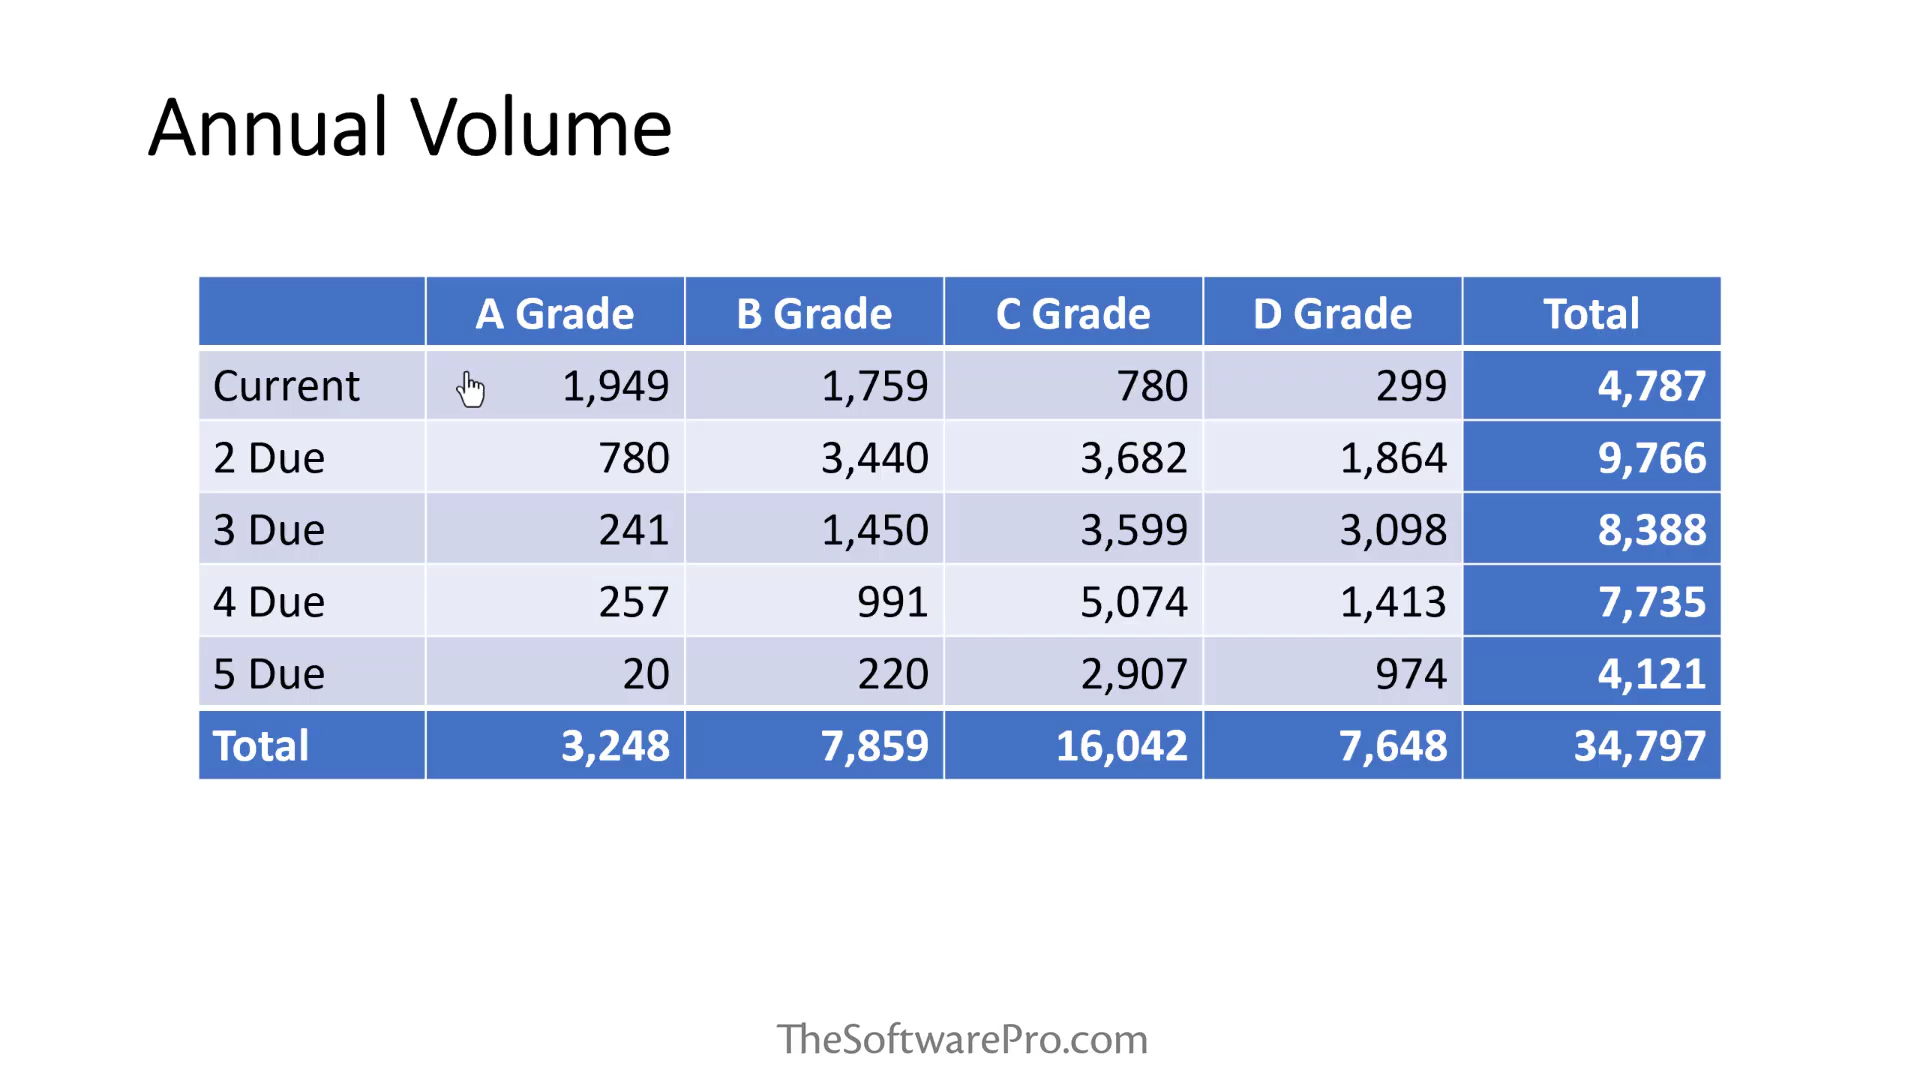 Annual Volume
A Grade B Grade C Grade D Grade Total
Current 1,949 1,759 780 299 4,787
2 Due 780 3,440 3,682 1,864 9,766
3 Due 241 1,450 3,599 3,098 8,388
4 Due 257 991 5,074 1,413 7,735
5 Due 20 220 2,907 974 4,121
Total 3,248 7,859 16,042 7,648 34,797
TheSoftwarePro.com